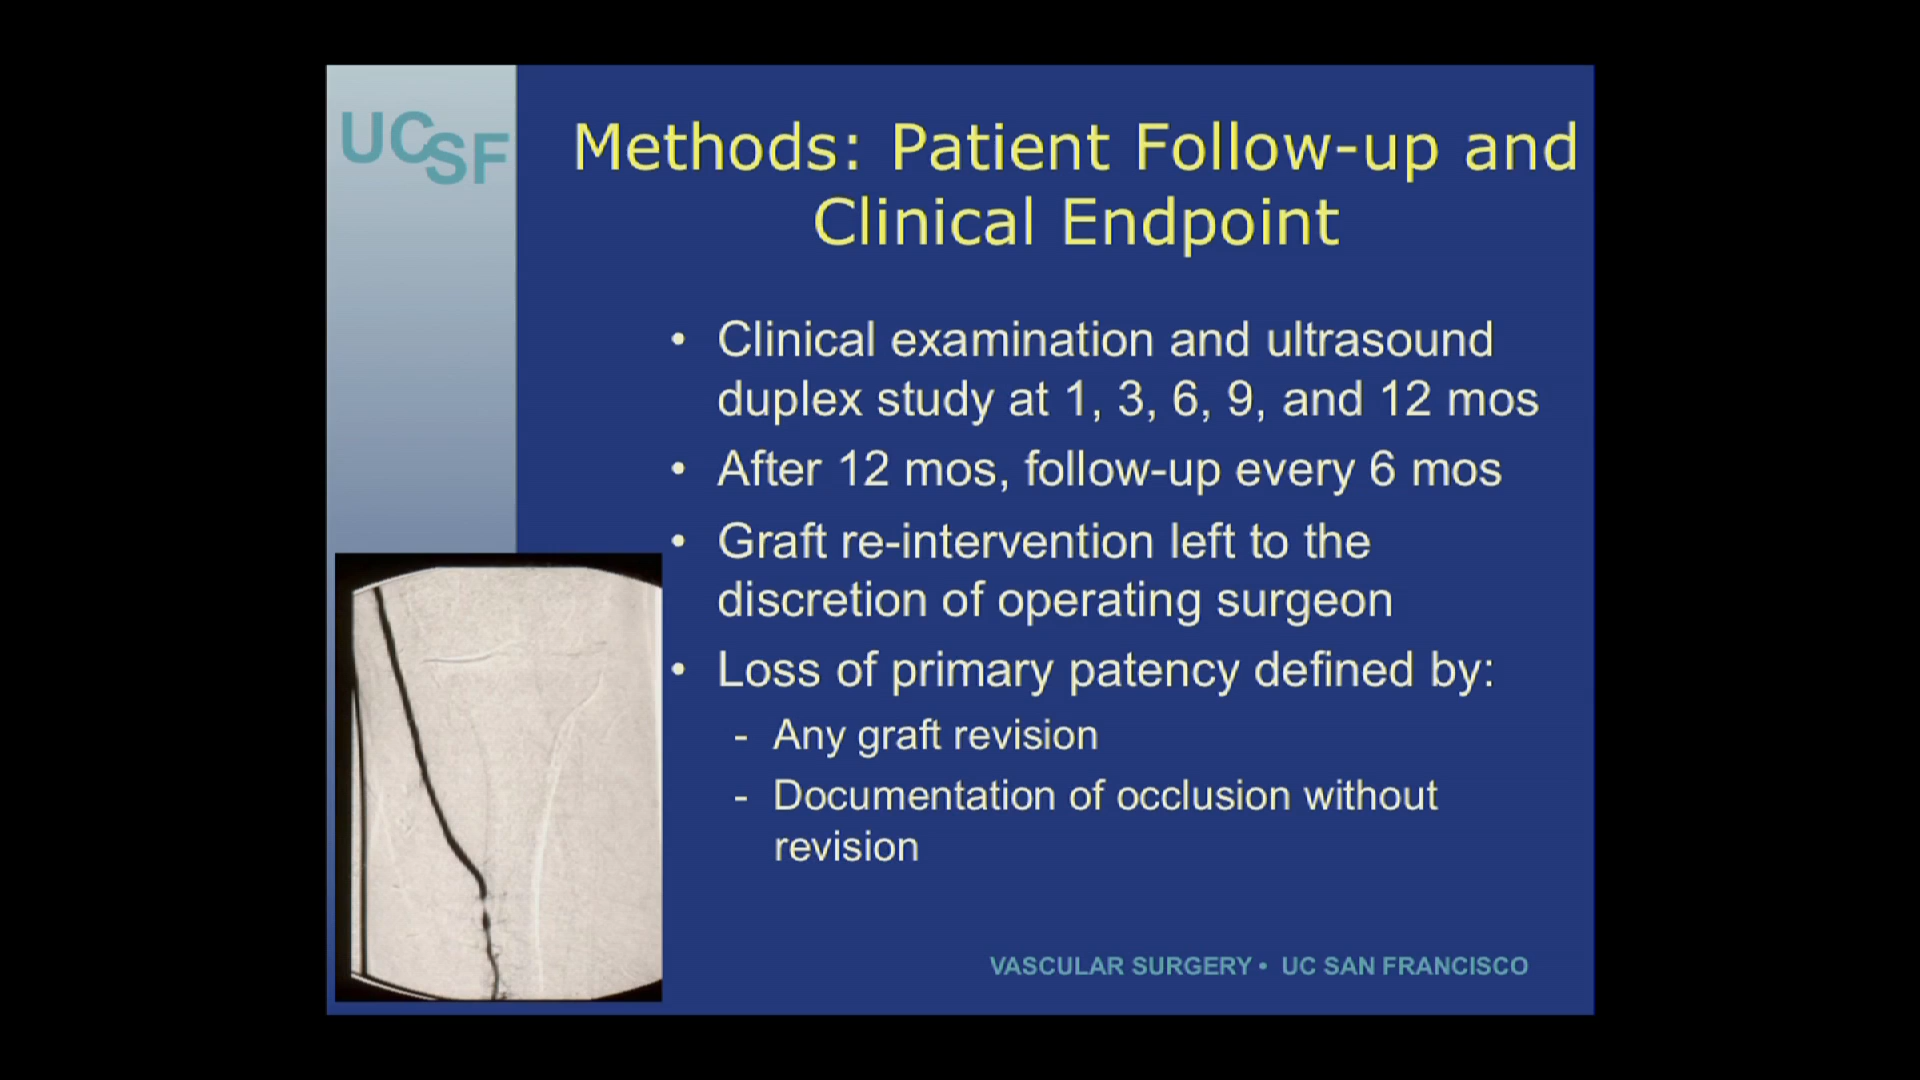 UCSF
Methods: Patient Follow-up and
Clinical Endpoint
• Clinical examination and ultrasound
duplex study at 1, 3, 6, 9, and 12 mos
• After 12 mos, follow-up every 6 mos
• Graft re-intervention left to the
discretion of operating surgeon
• Loss of primary patency defined by:
- Any graft revision
- Documentation of occlusion without
revision
VASCULAR SURGERY • UC SAN FRANCISCO